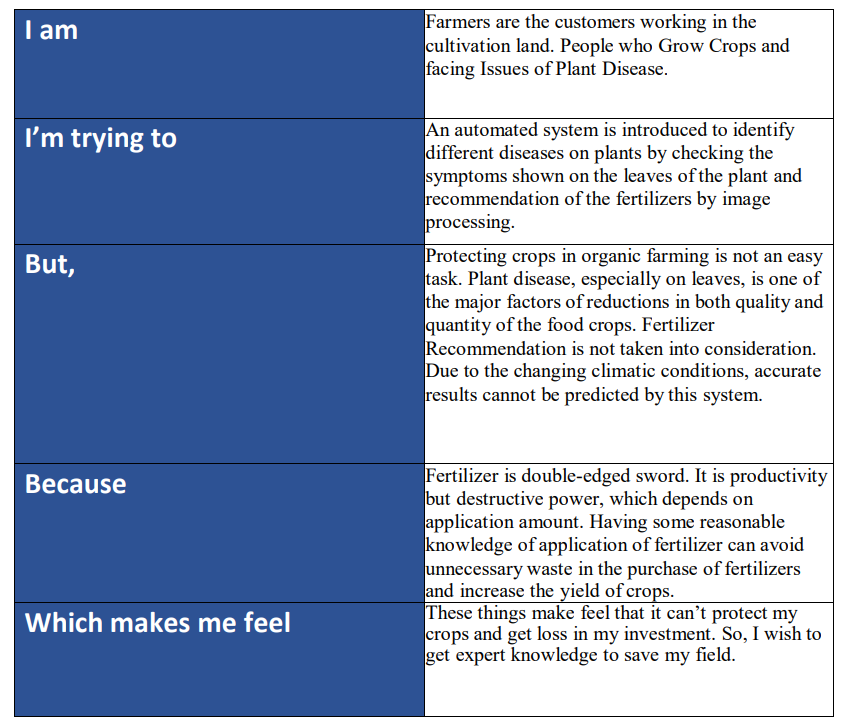 I am
Farmers are the customers working in the
cultivation land. People who Grow Crops and
facing Issues of Plant Disease.
I’m trying to
An automated system is introduced to identify
different diseases on plants by checking the
symptoms shown on the leaves of the plant and
recommendation of the fertilizers by image
processing.
But,
Protecting crops in organic farming is not an easy
task. Plant disease, especially on leaves, is one of
the major factors of reductions in both quality and
quantity of the food crops. Fertilizer
Recommendation is not taken into consideration.
Due to the changing climatic conditions, accurate
results cannot be predicted by this system.
Because
Fertilizer is double-edged sword. It is productivity
but destructive power, which depends on
application amount. Having some reasonable
knowledge of application of fertilizer can avoid
unnecessary waste in the purchase of fertilizers
and increase the yield of crops.
Which makes me feel
These things make feel that it can’t protect my
crops and get loss in my investment. So, I wish to
get expert knowledge to save my field.